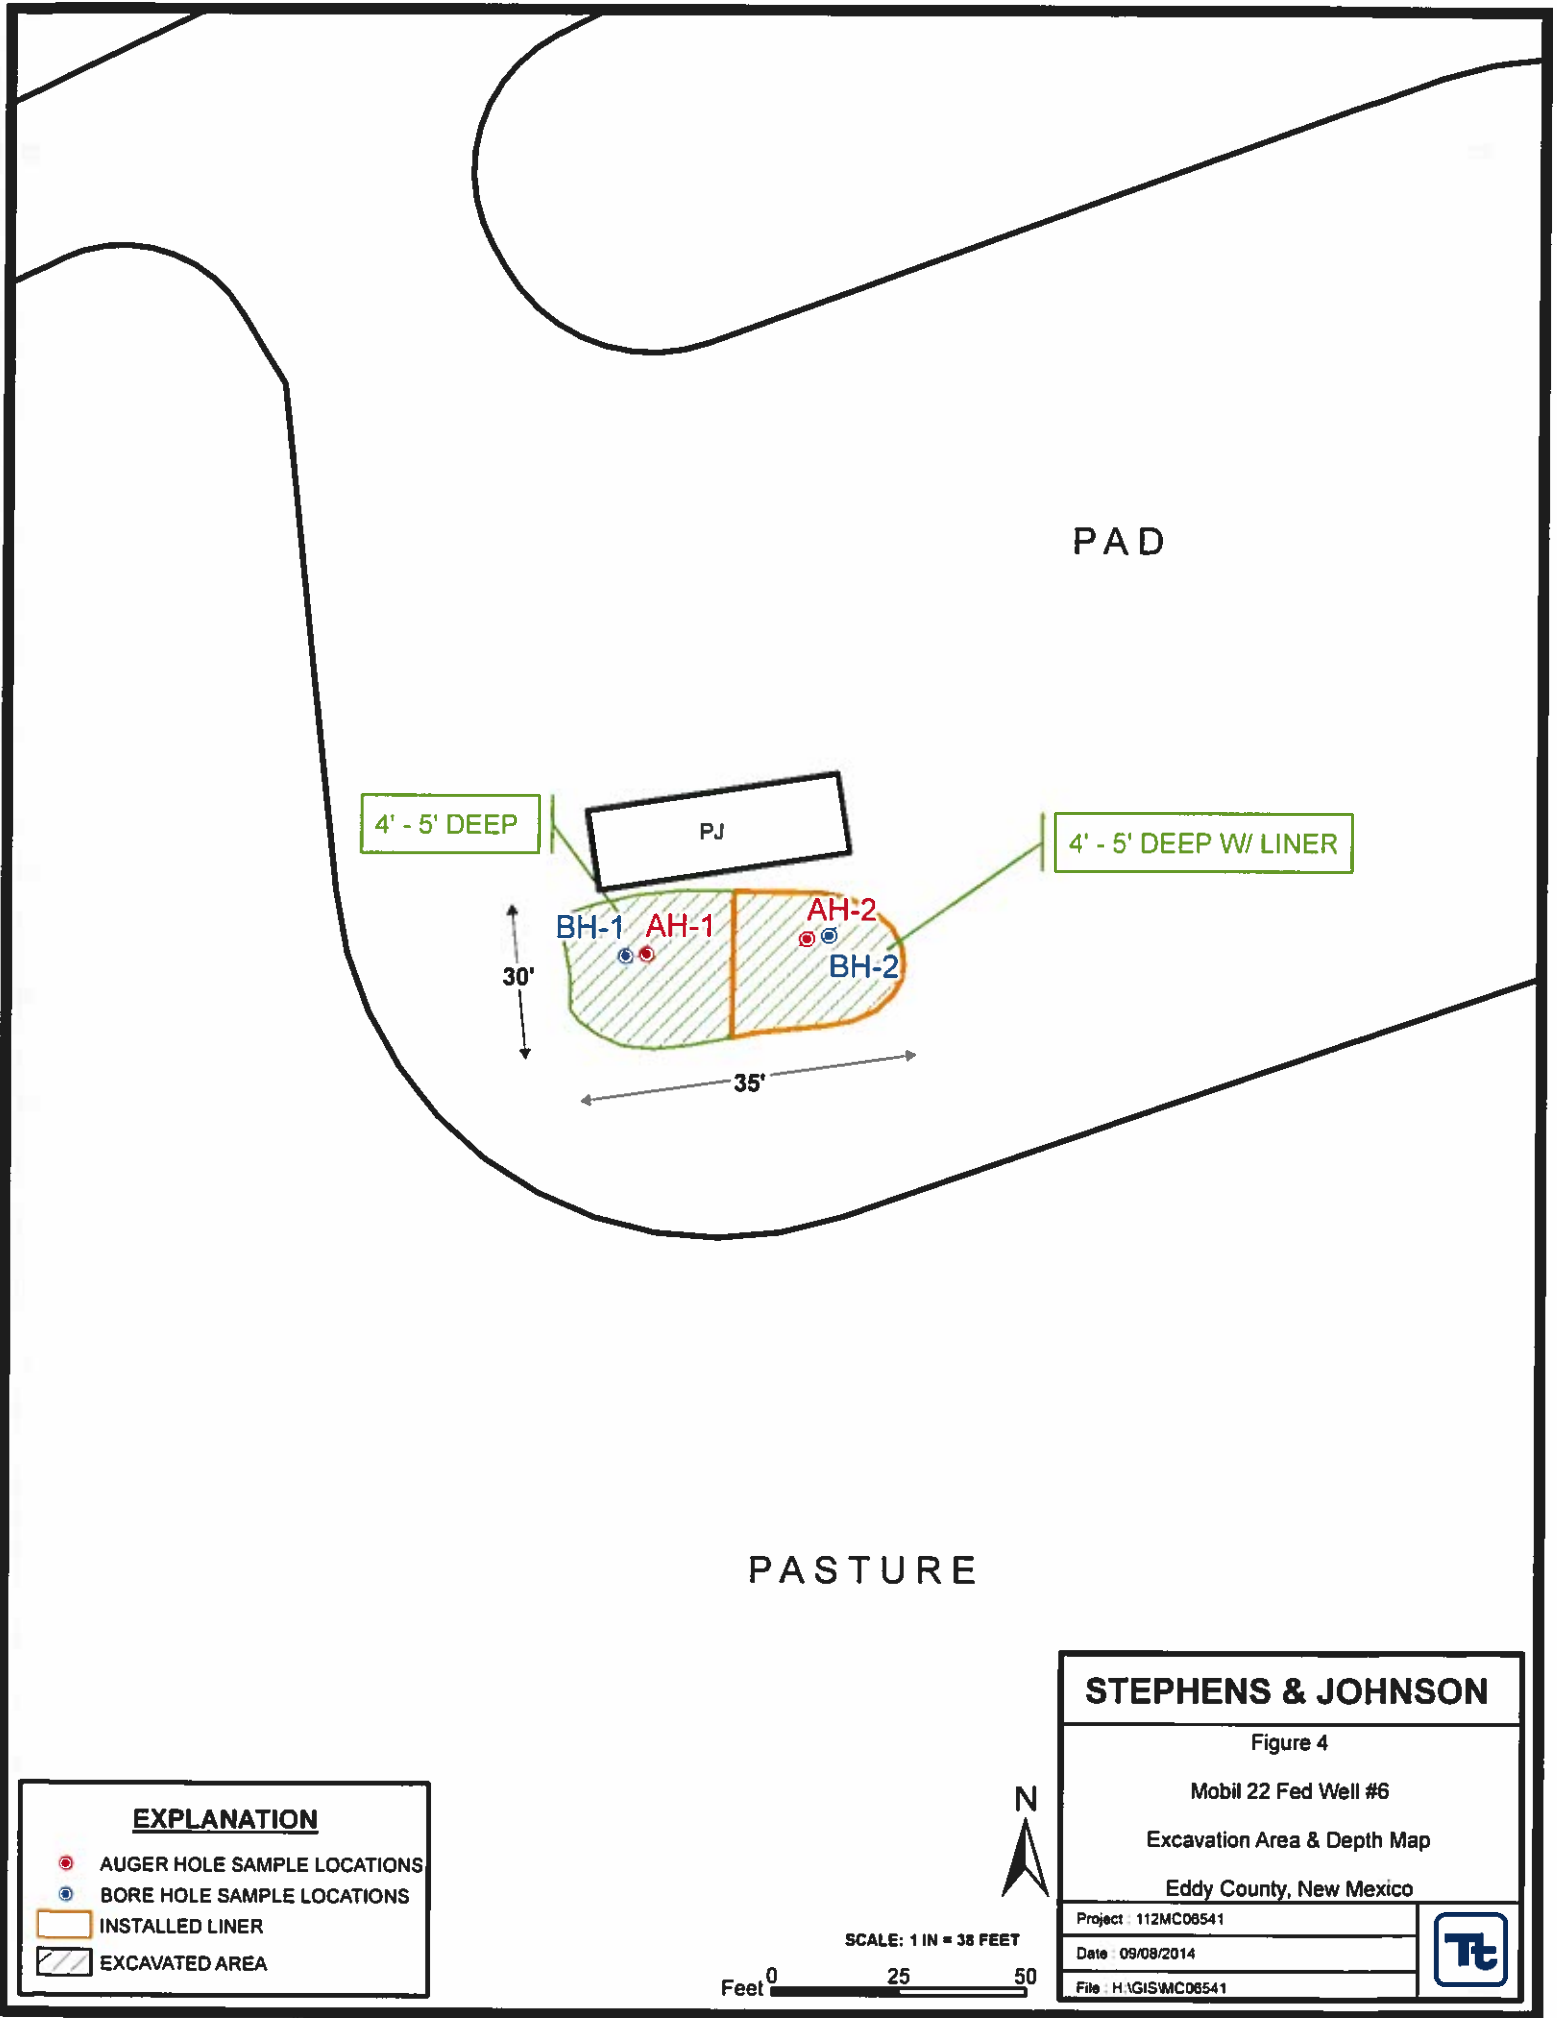 PAD
4' - 5' DEEP
PJ
4' - 5' DEEP W/ LINER
BH-1
AH-1
AH-2
BH-2
30'
35'
PASTURE
STEPHENS & JOHNSON
Figure 4
Mobil 22 Fed Well #6
Excavation Area & Depth Map
Eddy County, New Mexico
Project : 112MC06541
Date : 09/08/2014
File : H:\GIS\MC06541
Tt
EXPLANATION
AUGER HOLE SAMPLE LOCATIONS
BORE HOLE SAMPLE LOCATIONS
INSTALLED LINER
EXCAVATED AREA
N
SCALE: 1 IN = 38 FEET
Feet 0 25 50